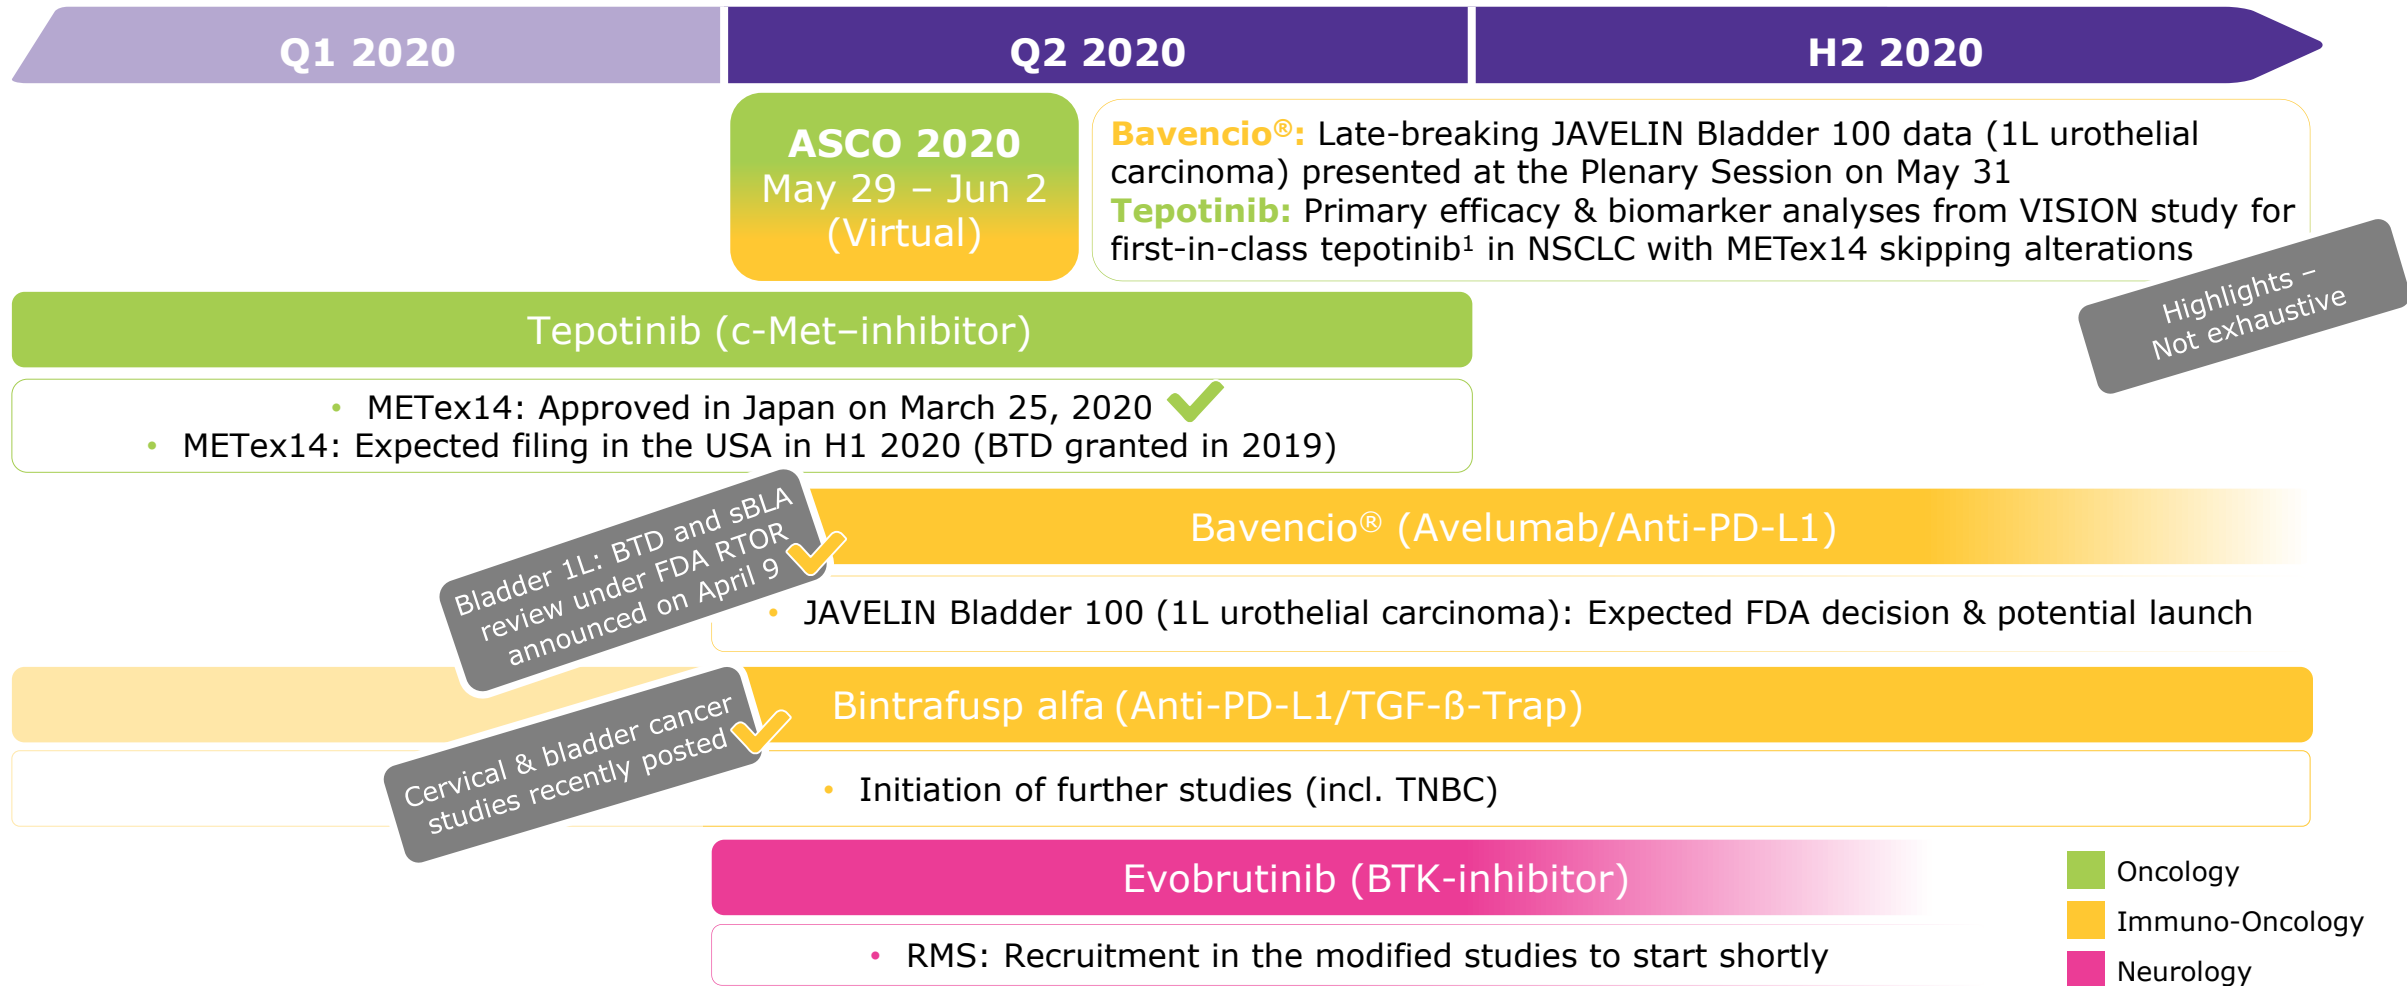 Q1 2020
Q2 2020
H2 2020
ASCO 2020
May 29 – Jun 2
(Virtual)
Bavencio®: Late-breaking JAVELIN Bladder 100 data (1L urothelial
carcinoma) presented at the Plenary Session on May 31
Tepotinib: Primary efficacy & biomarker analyses from VISION study for
first-in-class tepotinib¹ in NSCLC with METex14 skipping alterations
Highlights –
Not exhaustive
Tepotinib (c-Met–inhibitor)
• METex14: Approved in Japan on March 25, 2020
• METex14: Expected filing in the USA in H1 2020 (BTD granted in 2019)
Bladder 1L: BTD and sBLA
review under FDA RTOR
announced on April 9
Bavencio® (Avelumab/Anti-PD-L1)
• JAVELIN Bladder 100 (1L urothelial carcinoma): Expected FDA decision & potential launch
Cervical & bladder cancer
studies recently posted
Bintrafusp alfa (Anti-PD-L1/TGF-ß-Trap)
• Initiation of further studies (incl. TNBC)
Evobrutinib (BTK-inhibitor)
• RMS: Recruitment in the modified studies to start shortly
Oncology
Immuno-Oncology
Neurology